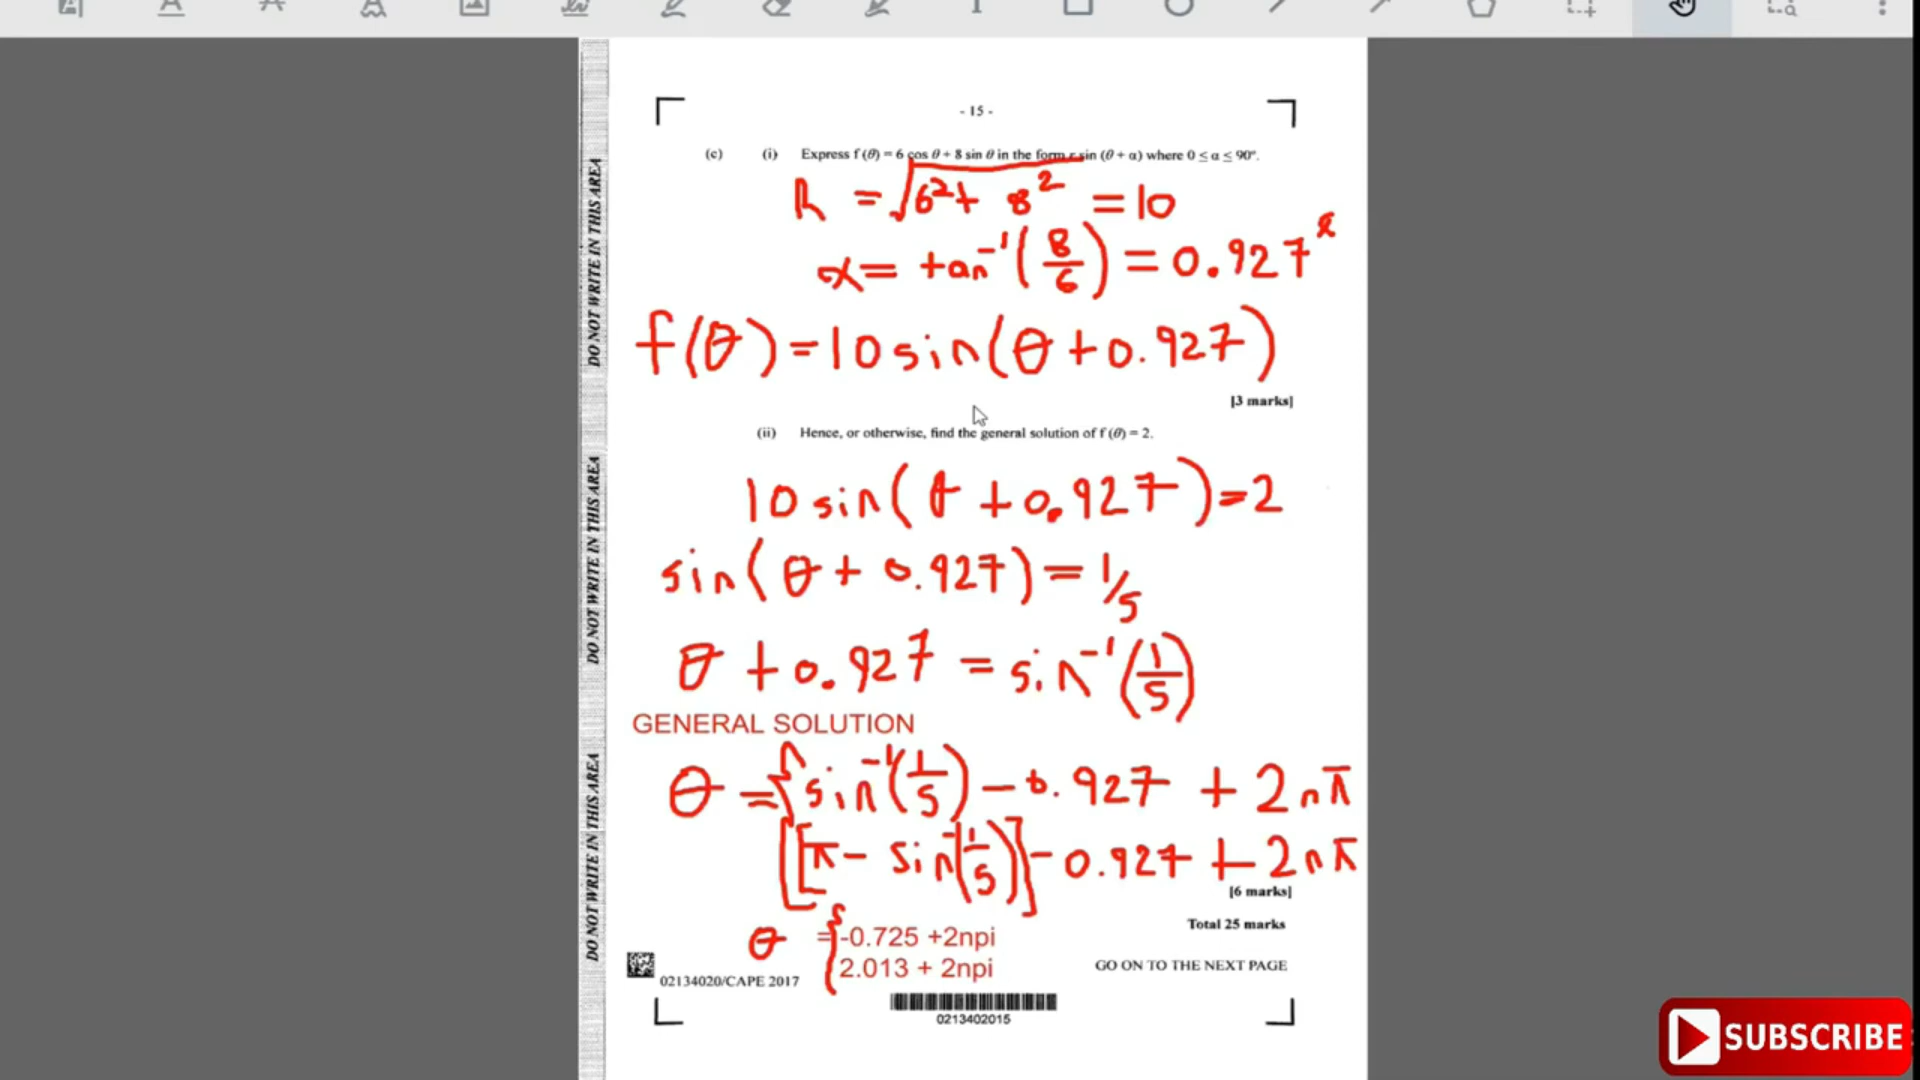 - 15 -
(c) (i) Express f (θ) = 6 cos θ + 8 sin θ in the form r sin (θ + α) where 0 ≤ α ≤ 90°.
R = √6² + 8² = 10
α = tan⁻¹(8/6) = 0.927ᴿ
f(θ) = 10 sin(θ + 0.927)
[3 marks]
(ii) Hence, or otherwise, find the general solution of f (θ) = 2.
10 sin(θ + 0.927) = 2
sin(θ + 0.927) = 1/5
θ + 0.927 = sin⁻¹(1/5)
GENERAL SOLUTION
θ = { sin⁻¹(1/5) - 0.927 + 2nπ
[π - sin⁻¹(1/5)] - 0.927 + 2nπ
[6 marks]
Total 25 marks
θ = { -0.725 +2npi
2.013 + 2npi
GO ON TO THE NEXT PAGE
02134020/CAPE 2017
0213402015
DO NOT WRITE IN THIS AREA
DO NOT WRITE IN THIS AREA
DO NOT WRITE IN THIS AREA
SUBSCRIBE